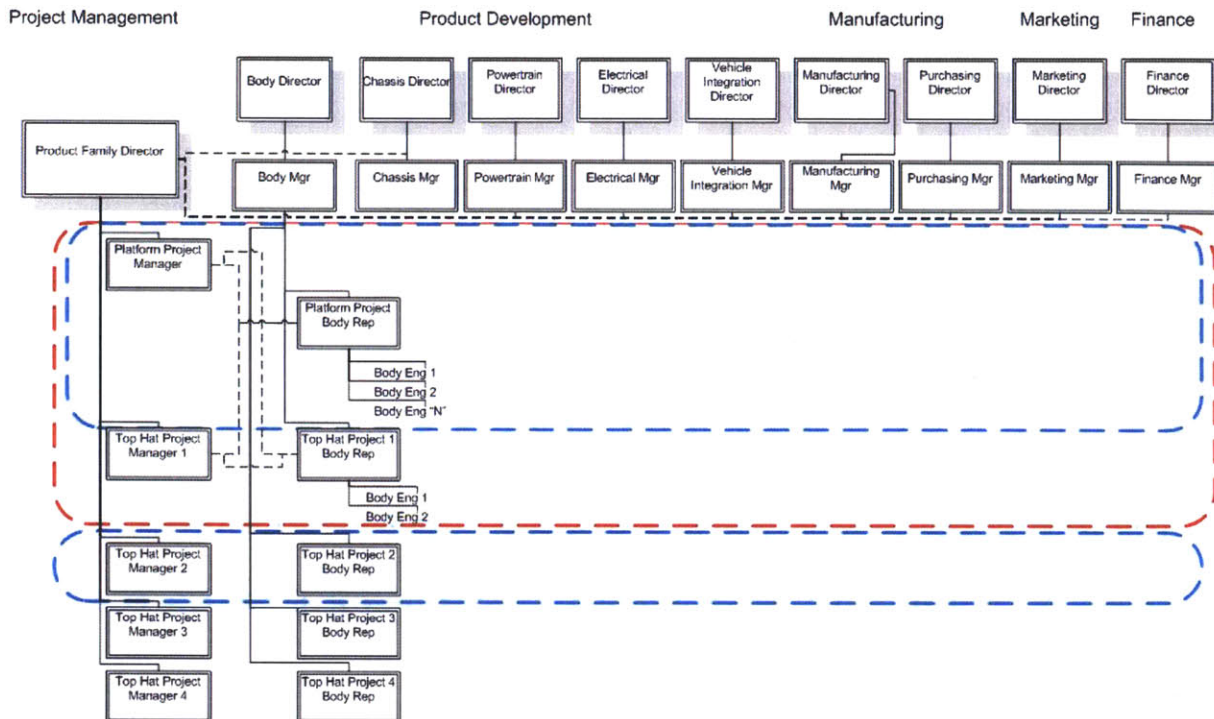 Project Management
Product Development
Manufacturing
Marketing
Finance
Body Director
Chassis Director
Powertrain
Director
Electrical
Director
Vehicle
Integration
Director
Manufacturing
Director
Purchasing
Director
Marketing
Director
Finance
Director
Product Family Director
Body Mgr
Chassis Mgr
Powertrain Mgr
Electrical Mgr
Vehicle
Integration Mgr
Manufacturing
Mgr
Purchasing Mgr
Marketing Mgr
Finance Mgr
Platform Project
Manager
Platform Project
Body Rep
Body Eng 1
Body Eng 2
Body Eng "N"
Top Hat Project
Manager 1
Top Hat Project 1
Body Rep
Body Eng 1
Body Eng 2
Top Hat Project
Manager 2
Top Hat Project 2
Body Rep
Top Hat Project
Manager 3
Top Hat Project 3
Body Rep
Top Hat Project
Manager 4
Top Hat Project 4
Body Rep